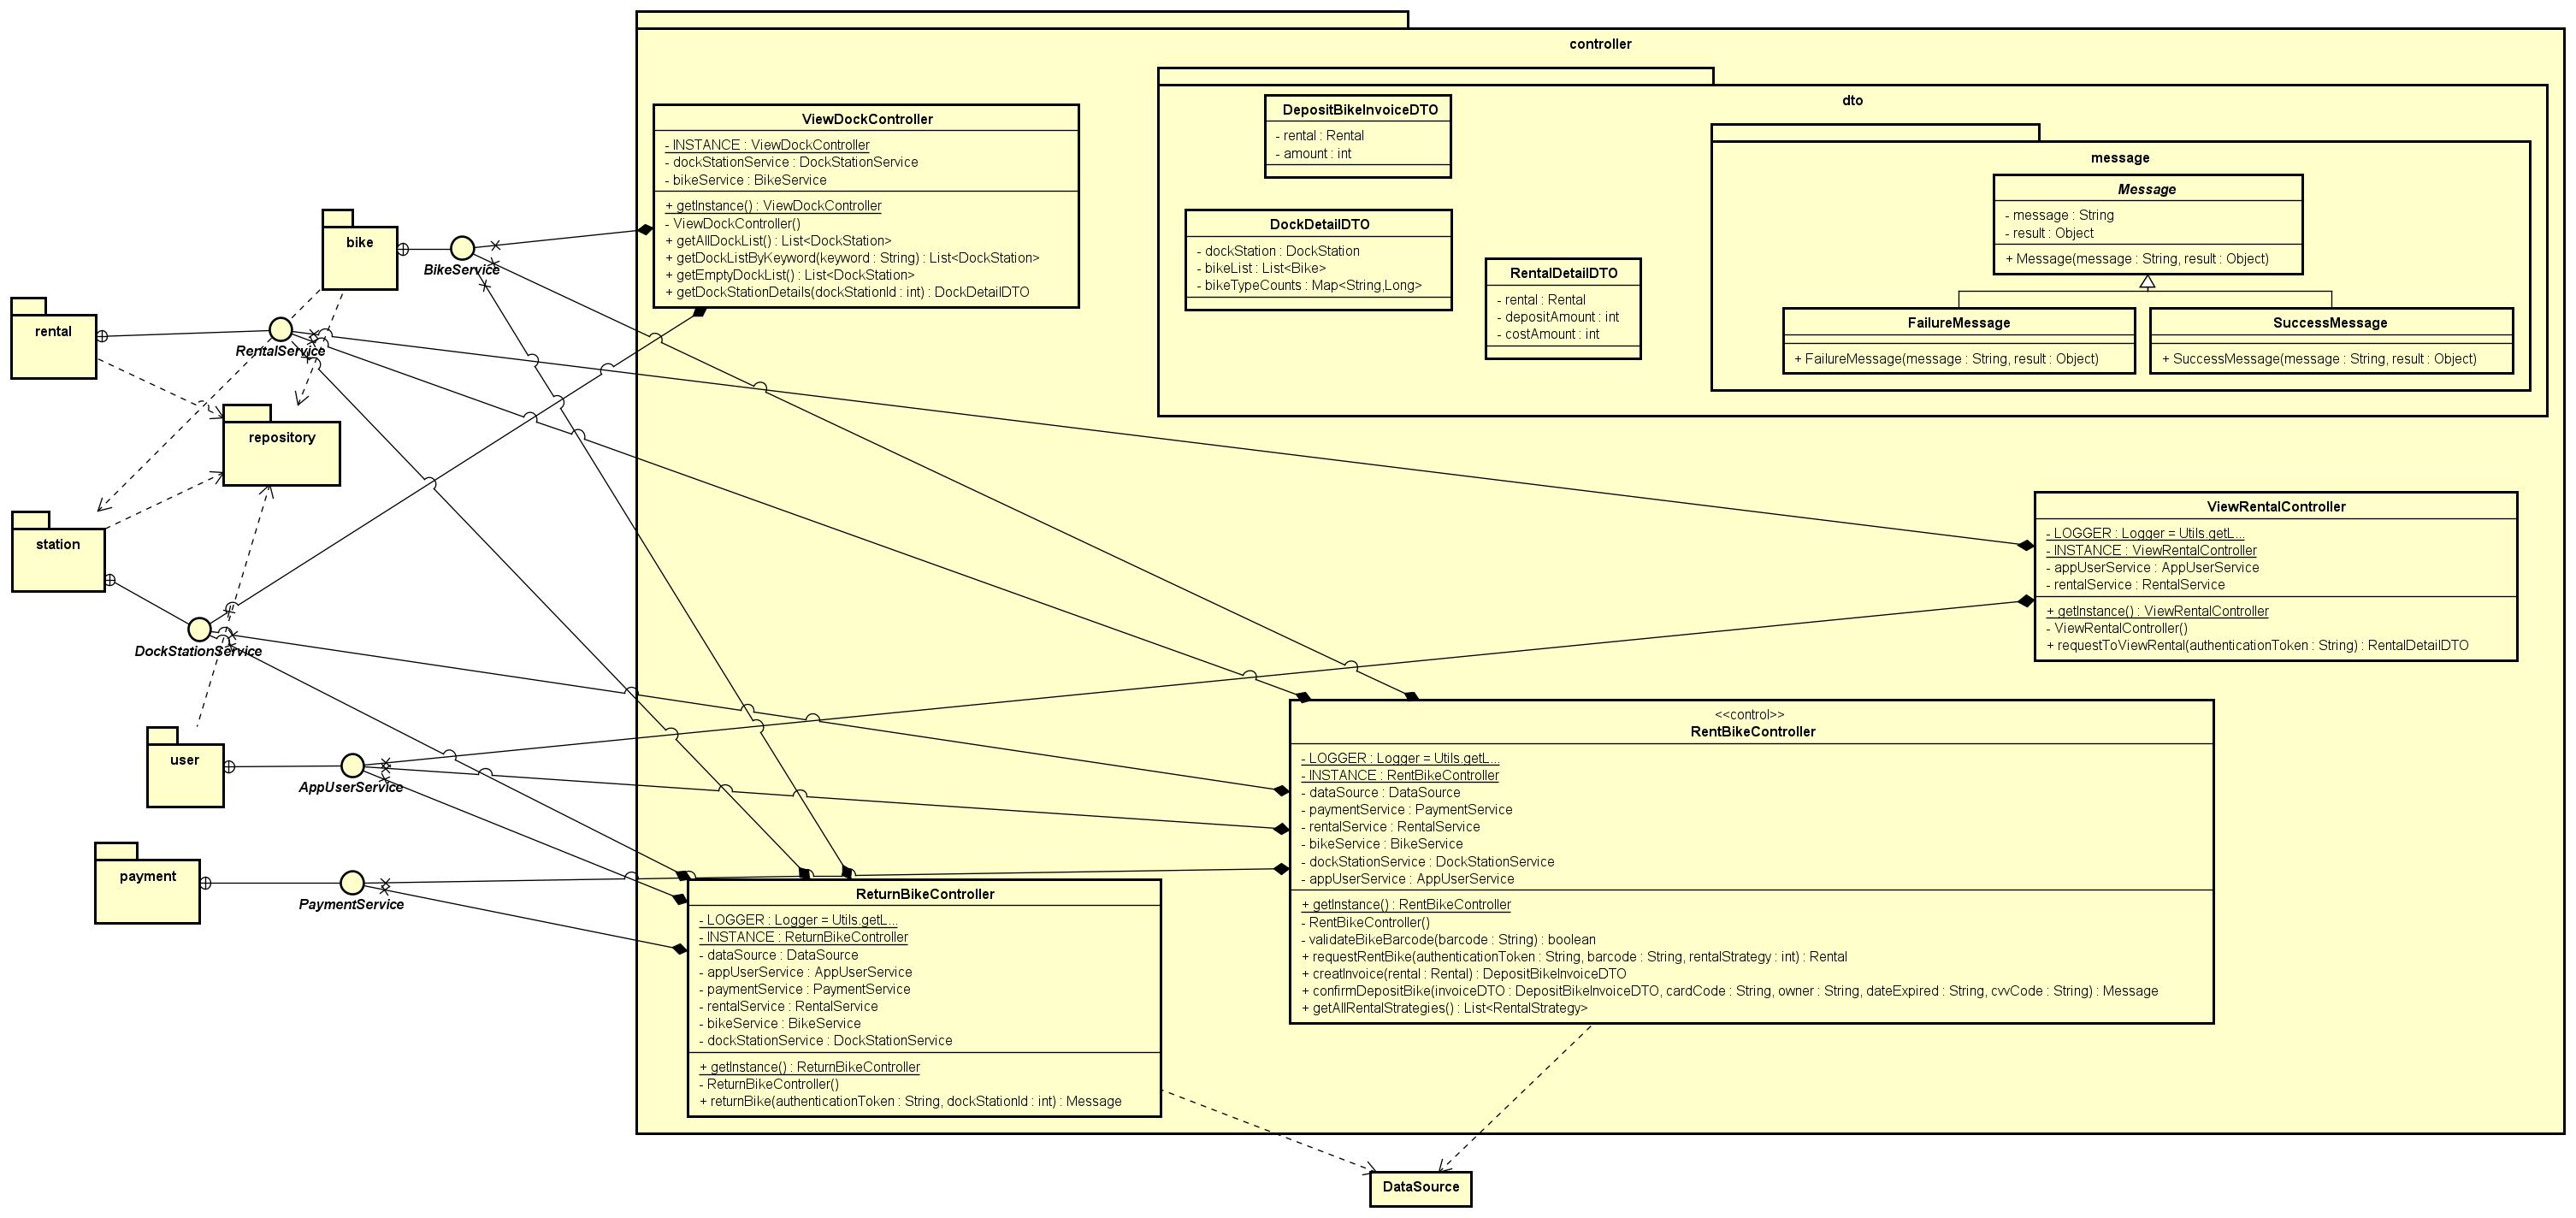 controller
dto
message
ViewDockController
- INSTANCE : ViewDockController
- dockStationService : DockStationService
- bikeService : BikeService
+ getInstance() : ViewDockController
- ViewDockController()
+ getAllDockList() : List<DockStation>
+ getDockListByKeyword(keyword : String) : List<DockStation>
+ getEmptyDockList() : List<DockStation>
+ getDockStationDetails(dockStationId : int) : DockDetailDTO
DepositBikeInvoiceDTO
- rental : Rental
- amount : int
DockDetailDTO
- dockStation : DockStation
- bikeList : List<Bike>
- bikeTypeCounts : Map<String,Long>
RentalDetailDTO
- rental : Rental
- depositAmount : int
- costAmount : int
Message
- message : String
- result : Object
+ Message(message : String, result : Object)
FailureMessage
+ FailureMessage(message : String, result : Object)
SuccessMessage
+ SuccessMessage(message : String, result : Object)
bike
BikeService
rental
RentalService
repository
station
DockStationService
user
AppUserService
payment
PaymentService
ViewRentalController
- LOGGER : Logger = Utils.getL...
- INSTANCE : ViewRentalController
- appUserService : AppUserService
- rentalService : RentalService
+ getInstance() : ViewRentalController
- ViewRentalController()
+ requestToViewRental(authenticationToken : String) : RentalDetailDTO
<<control>>
RentBikeController
- LOGGER : Logger = Utils.getL...
- INSTANCE : RentBikeController
- dataSource : DataSource
- paymentService : PaymentService
- rentalService : RentalService
- bikeService : BikeService
- dockStationService : DockStationService
- appUserService : AppUserService
+ getInstance() : RentBikeController
- RentBikeController()
- validateBikeBarcode(barcode : String) : boolean
+ requestRentBike(authenticationToken : String, barcode : String, rentalStrategy : int) : Rental
+ creatInvoice(rental : Rental) : DepositBikeInvoiceDTO
+ confirmDepositBike(invoiceDTO : DepositBikeInvoiceDTO, cardCode : String, owner : String, dateExpired : String, cvvCode : String) : Message
+ getAllRentalStrategies() : List<RentalStrategy>
ReturnBikeController
- LOGGER : Logger = Utils.getL...
- INSTANCE : ReturnBikeController
- dataSource : DataSource
- appUserService : AppUserService
- paymentService : PaymentService
- rentalService : RentalService
- bikeService : BikeService
- dockStationService : DockStationService
+ getInstance() : ReturnBikeController
- ReturnBikeController()
+ returnBike(authenticationToken : String, dockStationId : int) : Message
DataSource